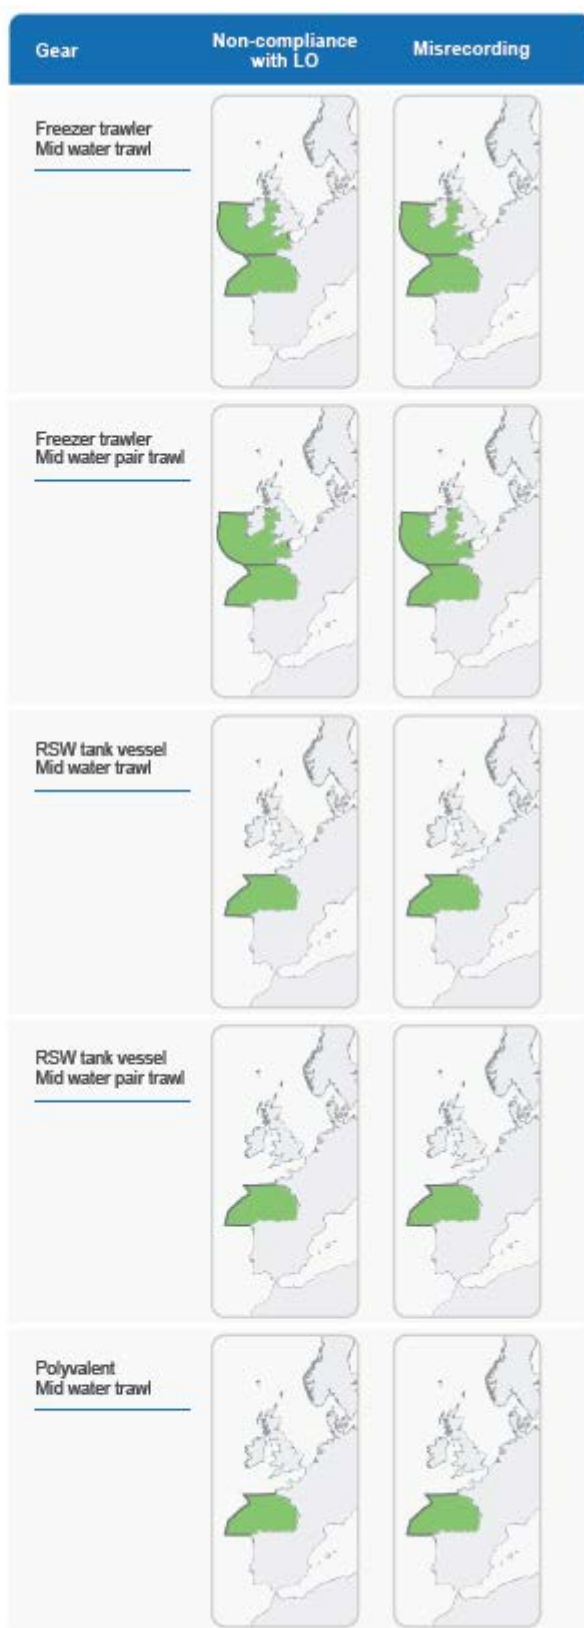 Gear
Non-compliance
with LO
Misrecording
Freezer trawler
Mid water trawl
Freezer trawler
Mid water pair trawl
RSW tank vessel
Mid water trawl
RSW tank vessel
Mid water pair trawl
Polyvalent
Mid water trawl